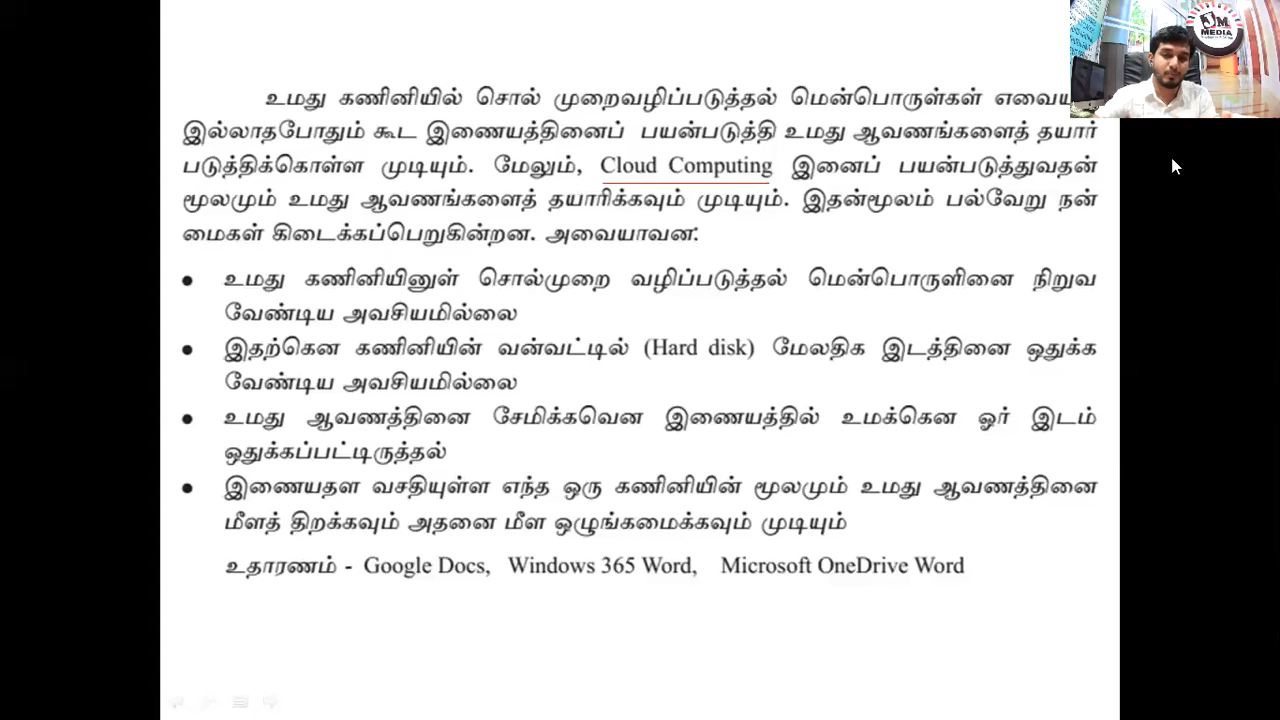 உமது கணினியில் சொல் முறைவழிப்படுத்தல் மென்பொருள்கள்
இல்லாதபோதும் கூட இணையத்தினைப் பயன்படுத்தி உமது ஆவணங்களைத் தயார்
படுத்திக்கொள்ள முடியும். மேலும், Cloud Computing இனைப் பயன்படுத்துவதன்
மூலமும் உமது ஆவணங்களைத் தயாரிக்கவும் முடியும். இதன்மூலம் பல்வேறு நன்
மைகள் கிடைக்கப்பெறுகின்றன. அவையாவன:
• உமது கணினியினுள் சொல்முறை வழிப்படுத்தல் மென்பொருளினை நிறுவ
வேண்டிய அவசியமில்லை
• இதற்கென கணினியின் வன்வட்டில் (Hard disk) மேலதிக இடத்தினை ஒதுக்க
வேண்டிய அவசியமில்லை
• உமது ஆவணத்தினை சேமிக்கவென இணையத்தில் உமக்கென ஓர் இடம்
ஒதுக்கப்பட்டிருத்தல்
• இணையதள வசதியுள்ள எந்த ஒரு கணினியின் மூலமும் உமது ஆவணத்தினை
மீளத் திறக்கவும் அதனை மீள ஒழுங்கமைக்கவும் முடியும்
உதாரணம் - Google Docs, Windows 365 Word, Microsoft OneDrive Word
JM
MEDIA